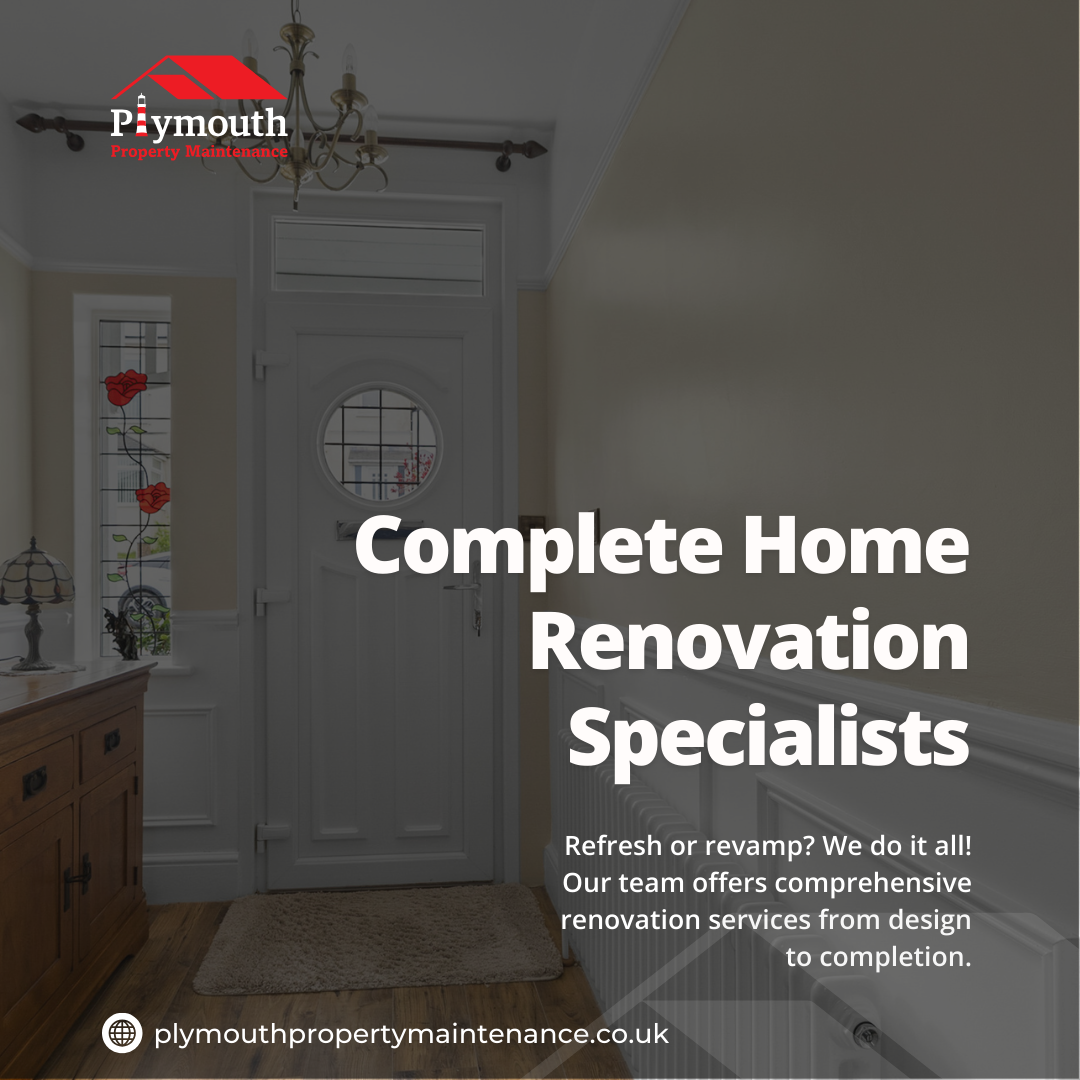 Plymouth
Property Maintenance
Complete Home
Renovation
Specialists
Refresh or revamp? We do it all!
Our team offers comprehensive
renovation services from design
to completion.
plymouthpropertymaintenance.co.uk